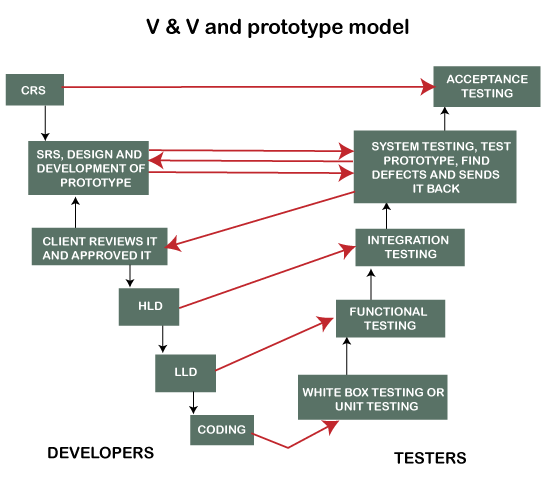 V & V and prototype model
CRS
ACCEPTANCE
TESTING
SRS, DESIGN AND
DEVELOPMENT OF
PROTOTYPE
SYSTEM TESTING, TEST
PROTOTYPE, FIND
DEFECTS AND SENDS
IT BACK
CLIENT REVIEWS IT
AND APPROVED IT
INTEGRATION
TESTING
HLD
FUNCTIONAL
TESTING
LLD
WHITE BOX TESTING OR
UNIT TESTING
CODING
DEVELOPERS
TESTERS